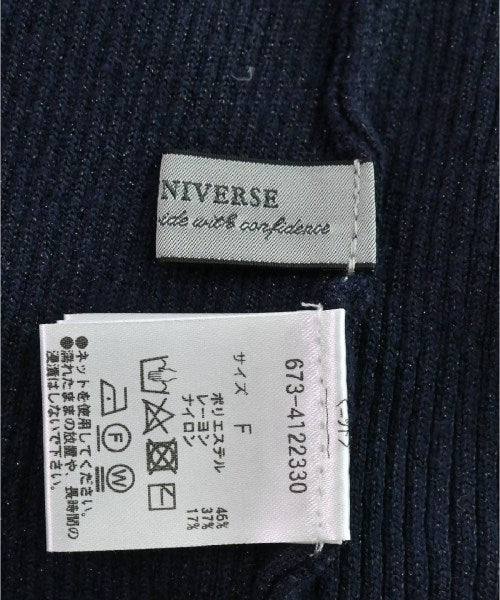 NIVERSE
ide with confidence
673-4122330
サイズ F
ポリエステル 46%
レーヨン 37%
ナイロン 17%
●ネットを使用してください。
●濡れたままの放置や、長時間の
浸漬はしないで下さい。